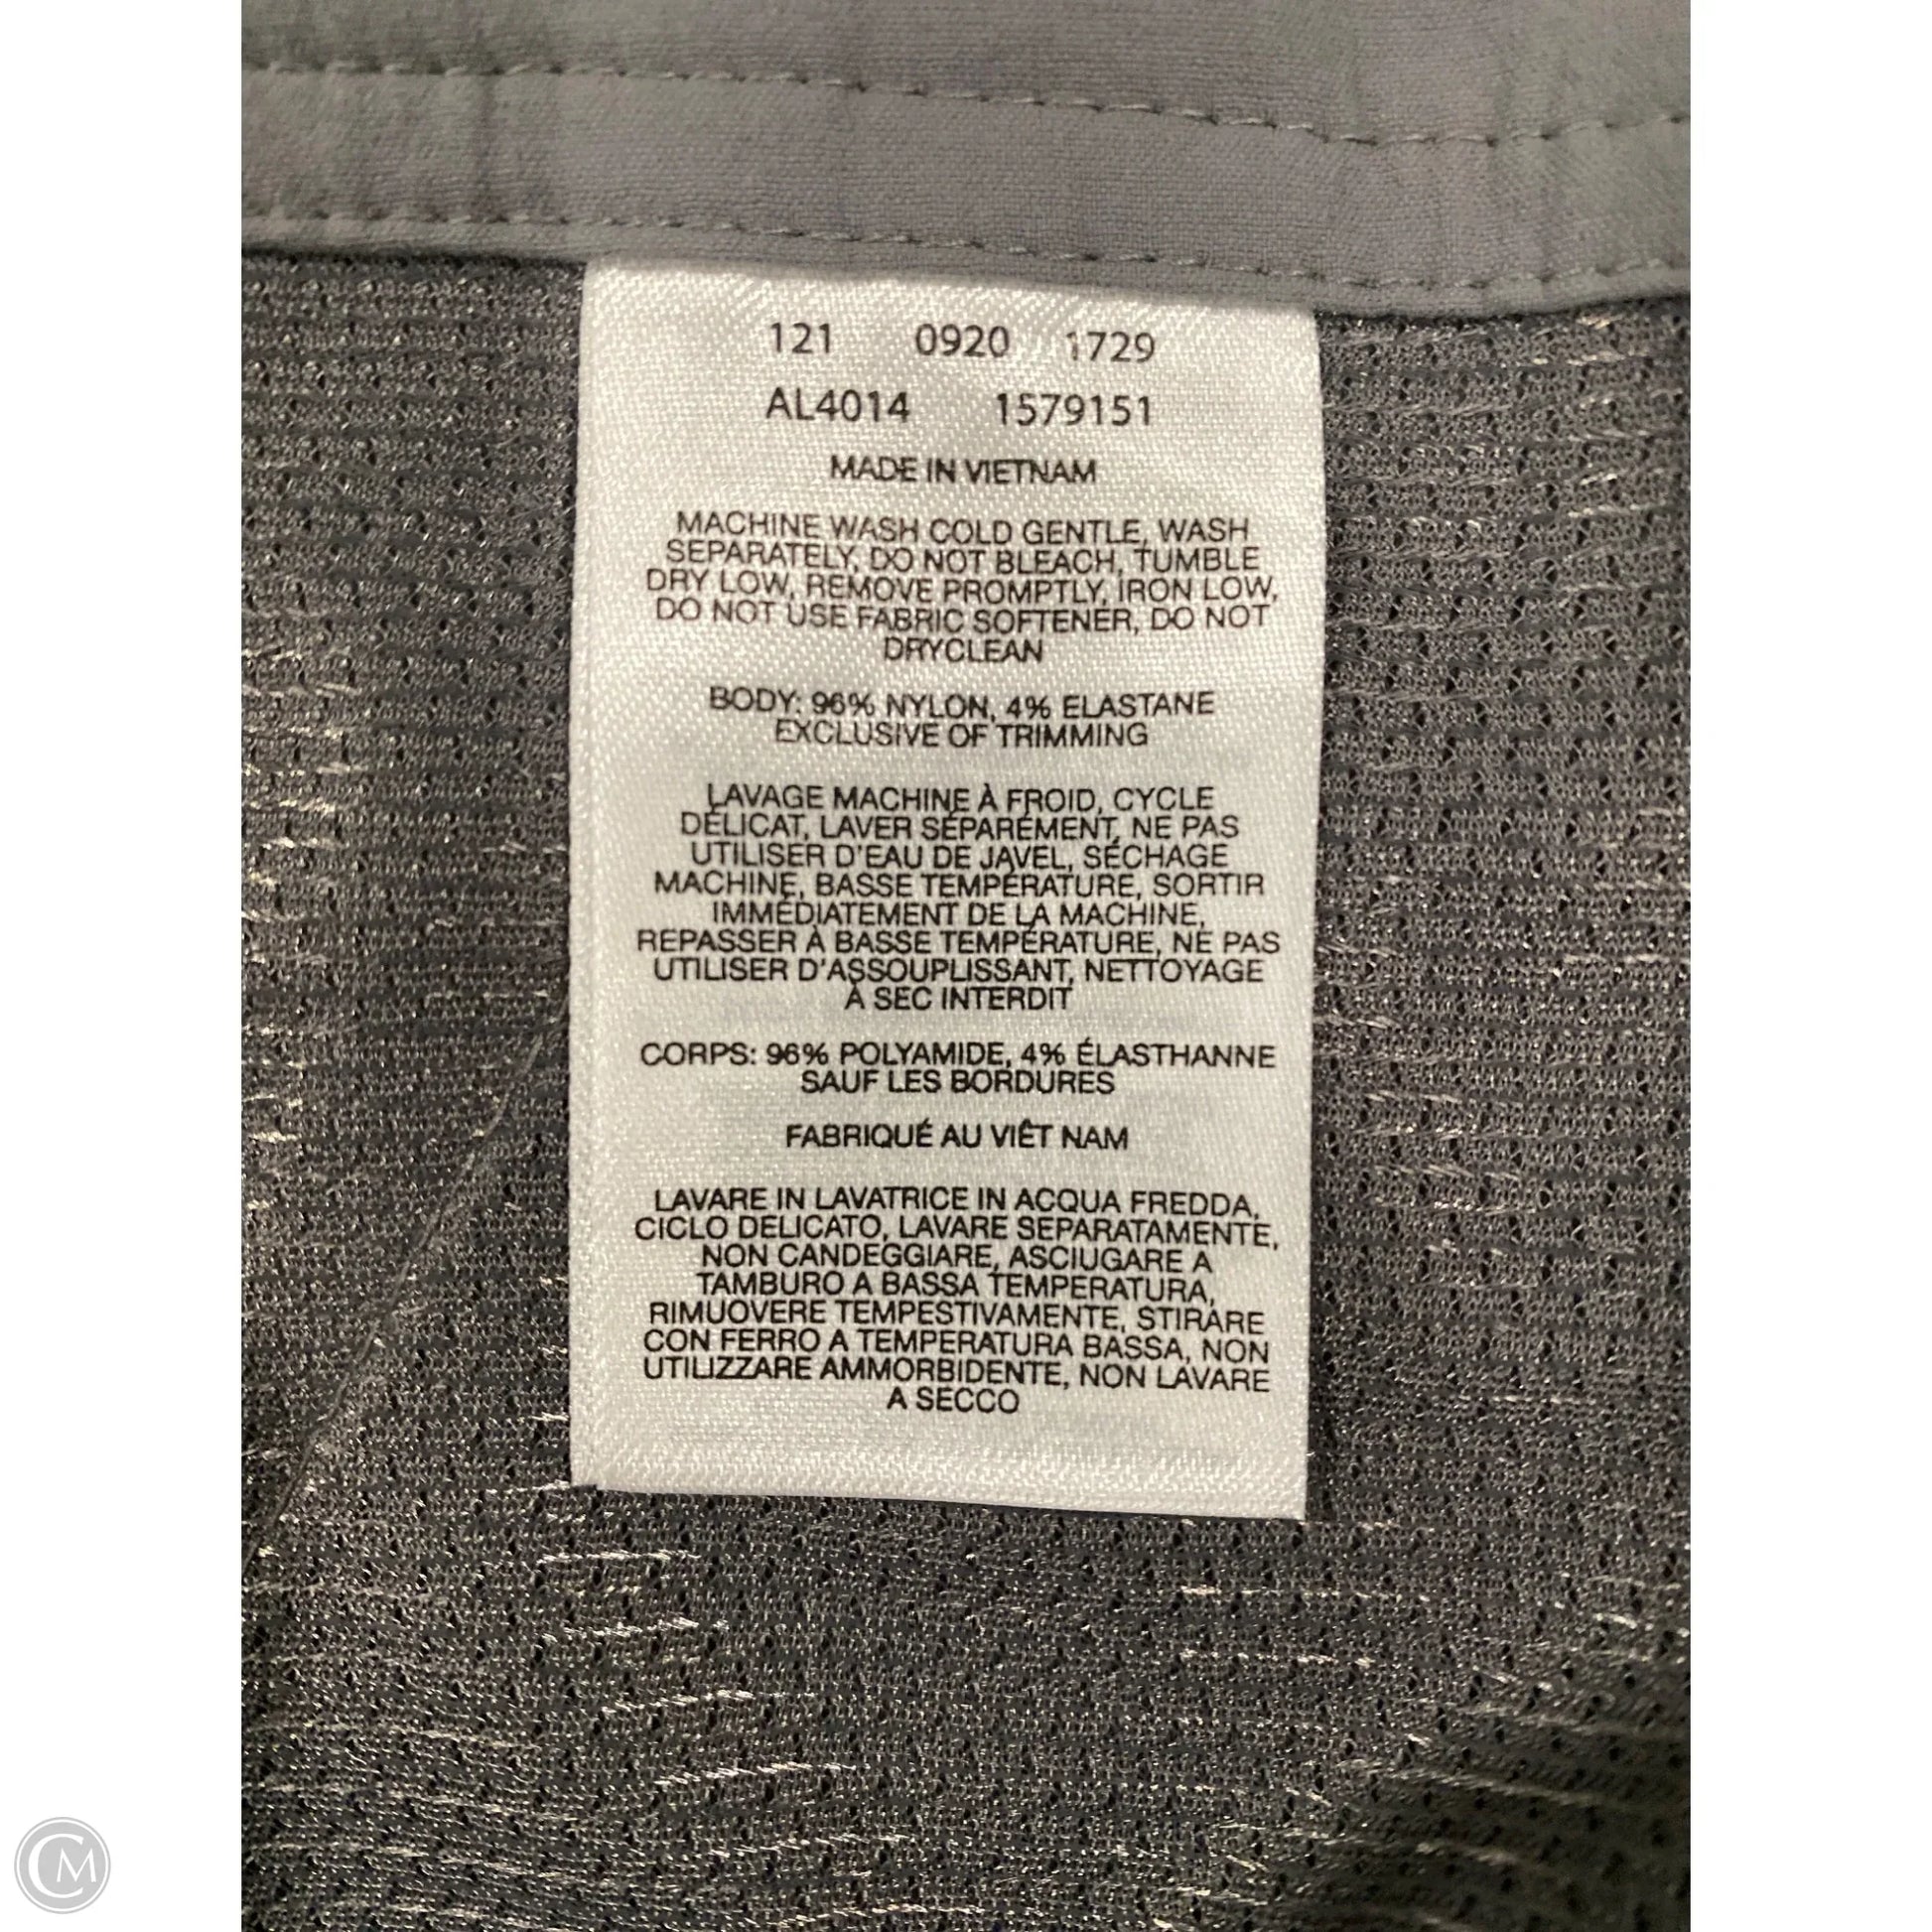 121 0920 1729
AL4014 1579151
MADE IN VIETNAM
MACHINE WASH COLD GENTLE, WASH
SEPARATELY, DO NOT BLEACH, TUMBLE
DRY LOW, REMOVE PROMPTLY, IRON LOW,
DO NOT USE FABRIC SOFTENER, DO NOT
DRYCLEAN
BODY: 96% NYLON, 4% ELASTANE
EXCLUSIVE OF TRIMMING
LAVAGE MACHINE À FROID, CYCLE
DÉLICAT, LAVER SÉPARÉMENT, NE PAS
UTILISER D'EAU DE JAVEL, SÉCHAGE
MACHINE, BASSE TEMPÉRATURE, SORTIR
IMMÉDIATEMENT DE LA MACHINE,
REPASSER À BASSE TEMPÉRATURE, NE PAS
UTILISER D'ASSOUPLISSANT, NETTOYAGE
À SEC INTERDIT
CORPS: 96% POLYAMIDE, 4% ÉLASTHANNE
SAUF LES BORDURES
FABRIQUÉ AU VIÊT NAM
LAVARE IN LAVATRICE IN ACQUA FREDDA,
CICLO DELICATO, LAVARE SEPARATAMENTE,
NON CANDEGGIARE, ASCIUGARE A
TAMBURO A BASSA TEMPERATURA,
RIMUOVERE TEMPESTIVAMENTE, STIRARE
CON FERRO A TEMPERATURA BASSA, NON
UTILIZZARE AMMORBIDENTE, NON LAVARE
A SECCO
CM